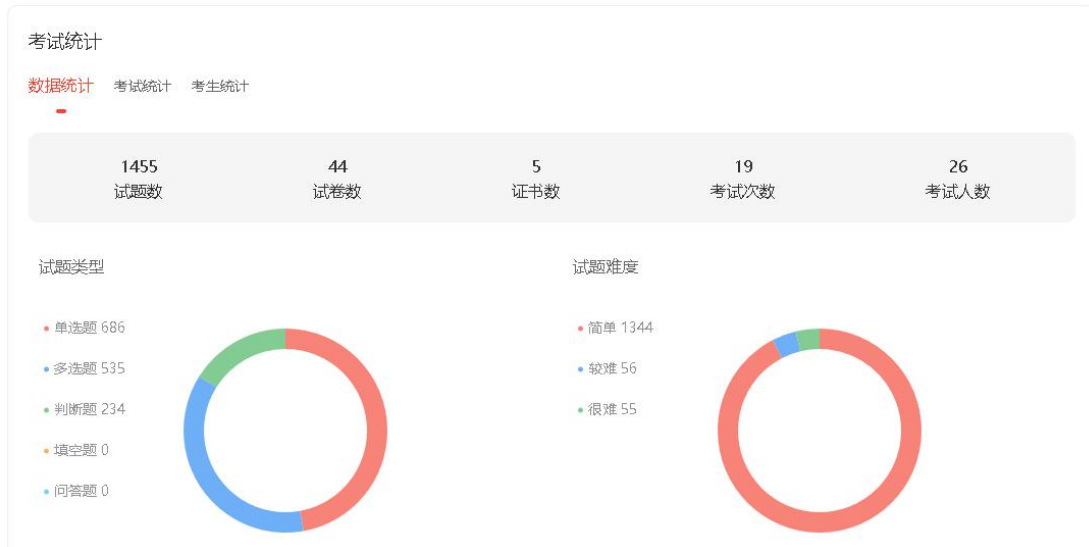 考试统计
数据统计 考试统计 考生统计
1455 44 5 19 26
试题数 试卷数 证书数 考试次数 考试人数
试题类型 试题难度
单选题 686 简单 1344
多选题 535 较难 56
判断题 234 很难 55
填空题 0
问答题 0